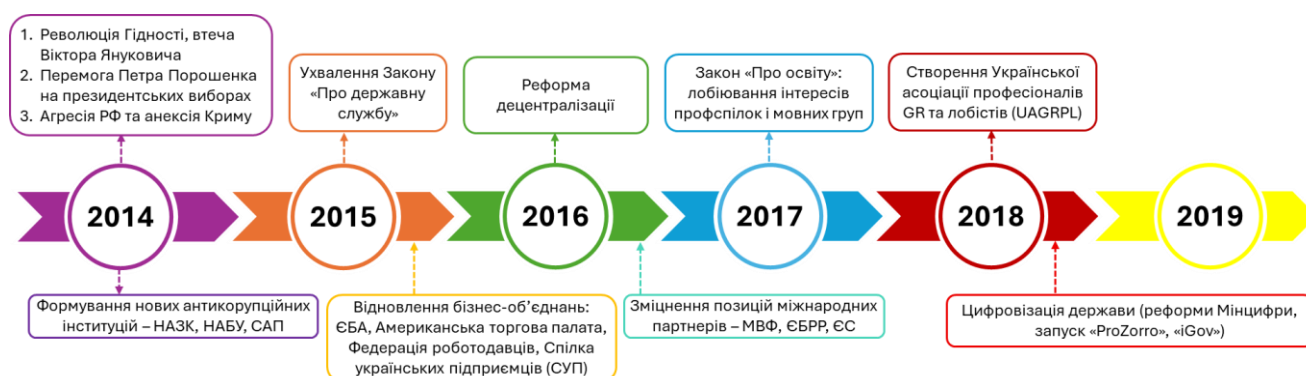 1. Революція Гідності, втеча
Віктора Януковича
2. Перемога Петра Порошенка
на президентських виборах
3. Агресія РФ та анексія Криму
Ухвалення Закону
«Про державну
службу»
Реформа
децентралізації
Закон «Про освіту»:
лобіювання інтересів
профспілок і мовних груп
Створення Української
асоціації професіоналів
GR та лобістів (UAGRPL)
2014
2015
2016
2017
2018
2019
Формування нових антикорупційних
інституцій – НАЗК, НАБУ, САП
Відновлення бізнес-об’єднань:
ЄБА, Американська торгова палата,
Федерація роботодавців, Спілка
українських підприємців (СУП)
Зміцнення позицій міжнародних
партнерів – МВФ, ЄБРР, ЄС
Цифровізація держави (реформи Мінцифри,
запуск «ProZorro», «iGov»)